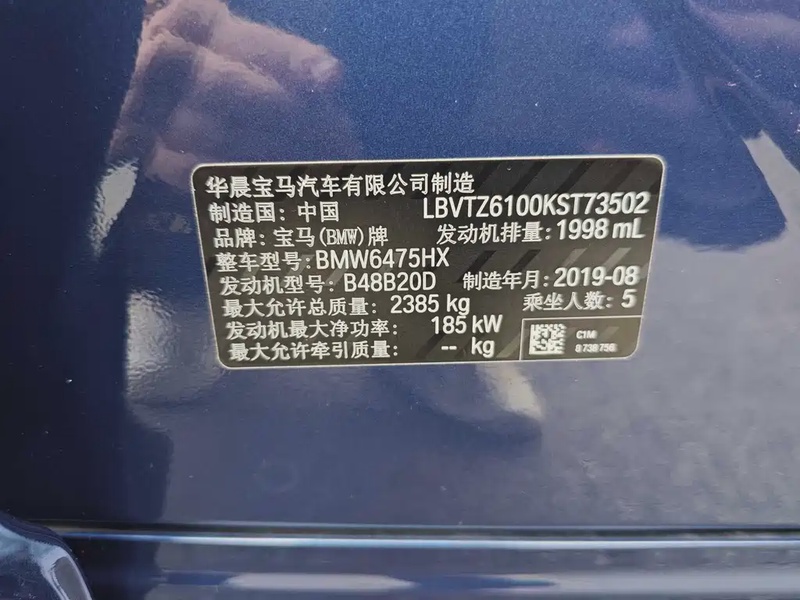 华晨宝马汽车有限公司制造
制造国: 中国 LBVTZ6100KST73502
品牌: 宝马(BMW)牌 发动机排量: 1998 mL
整车型号: BMW6475HX
发动机型号: B48B20D 制造年月: 2019-08
最大允许总质量: 2385 kg 乘坐人数: 5
发动机最大净功率: 185 kW
最大允许牵引质量: -- kg
C1M
8 738 756